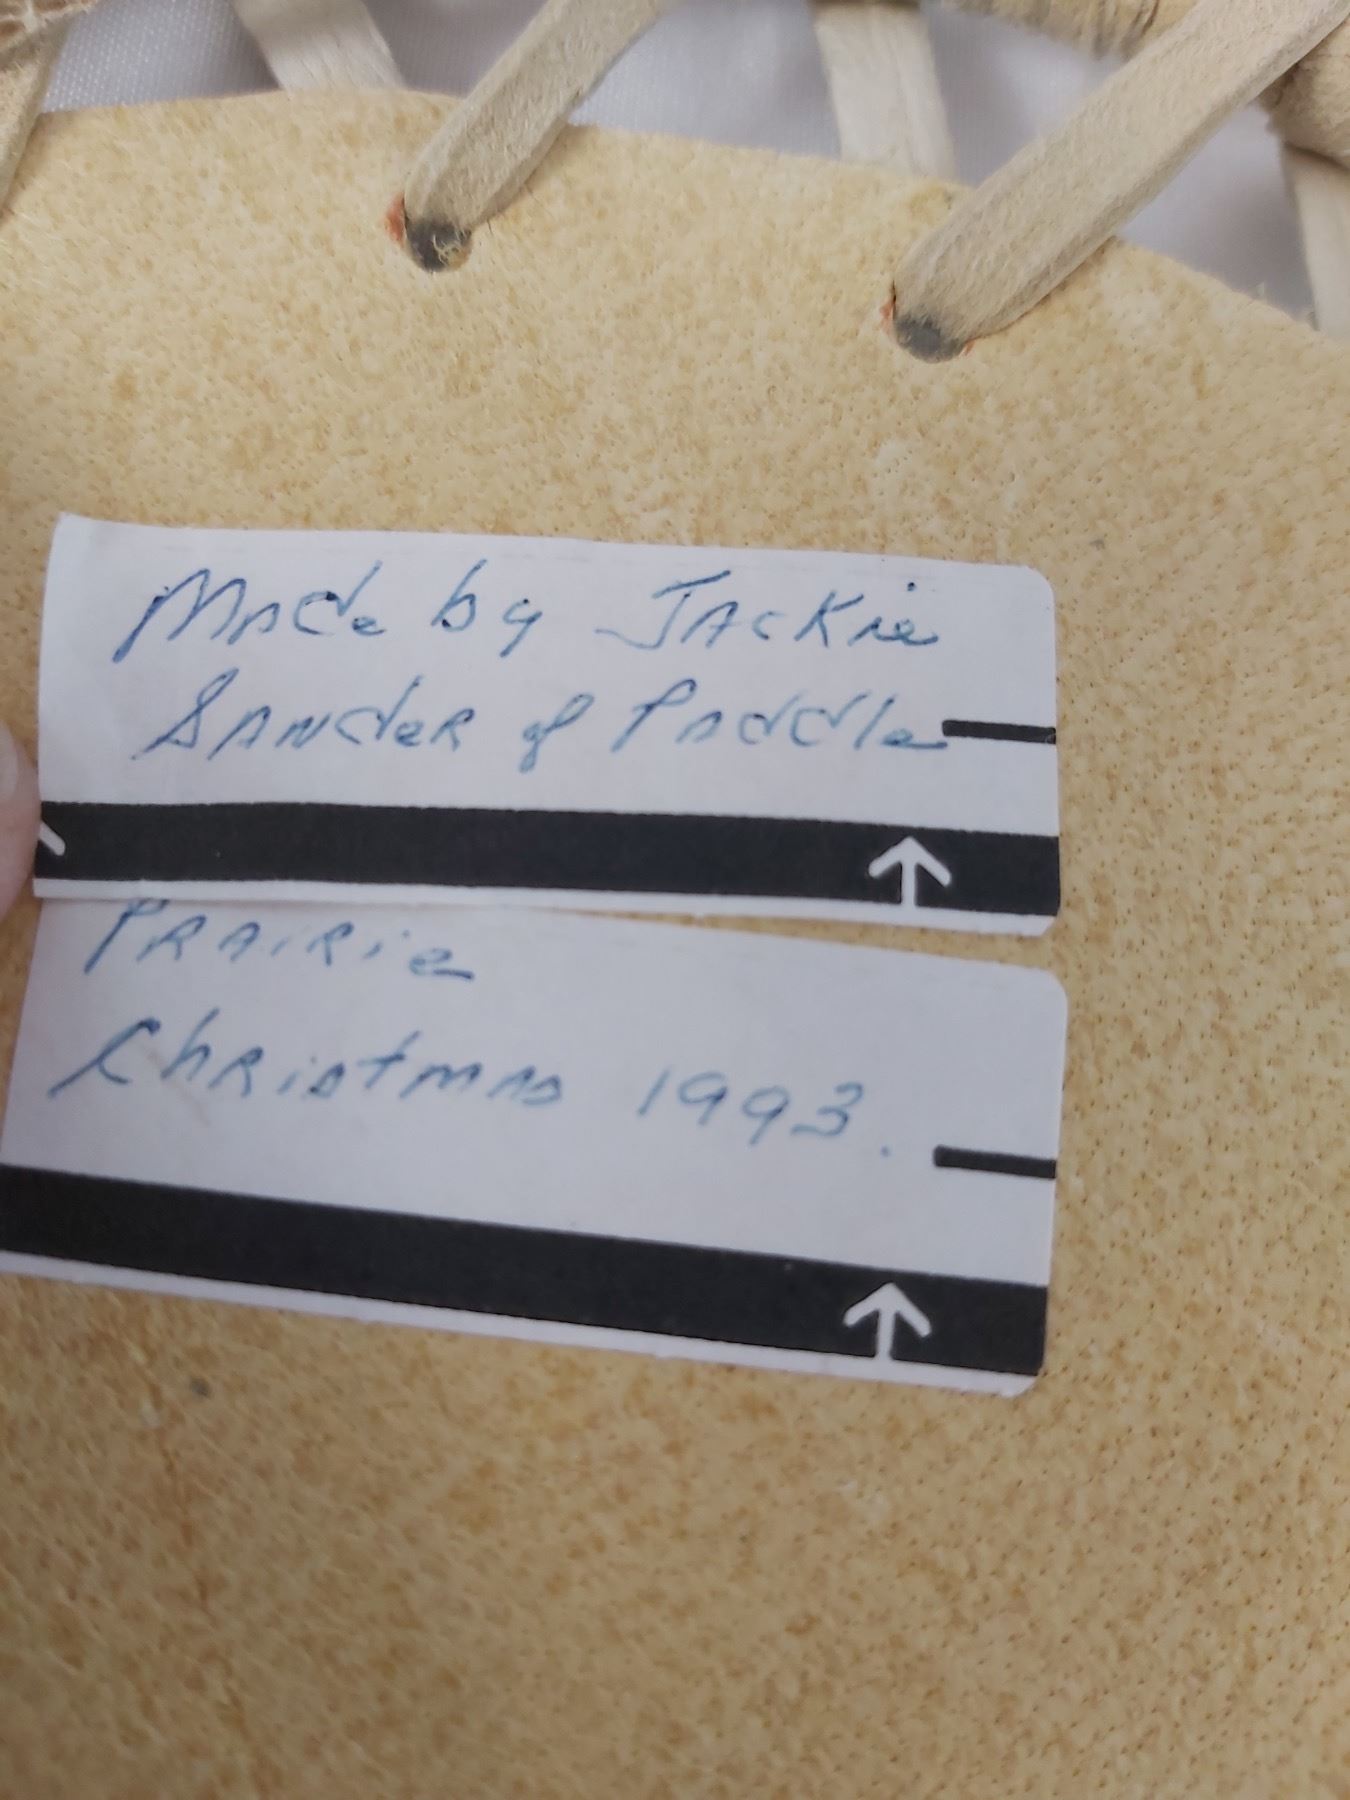 Made by Jackie
Sander of Paddle
Prairie
Christmas 1993.